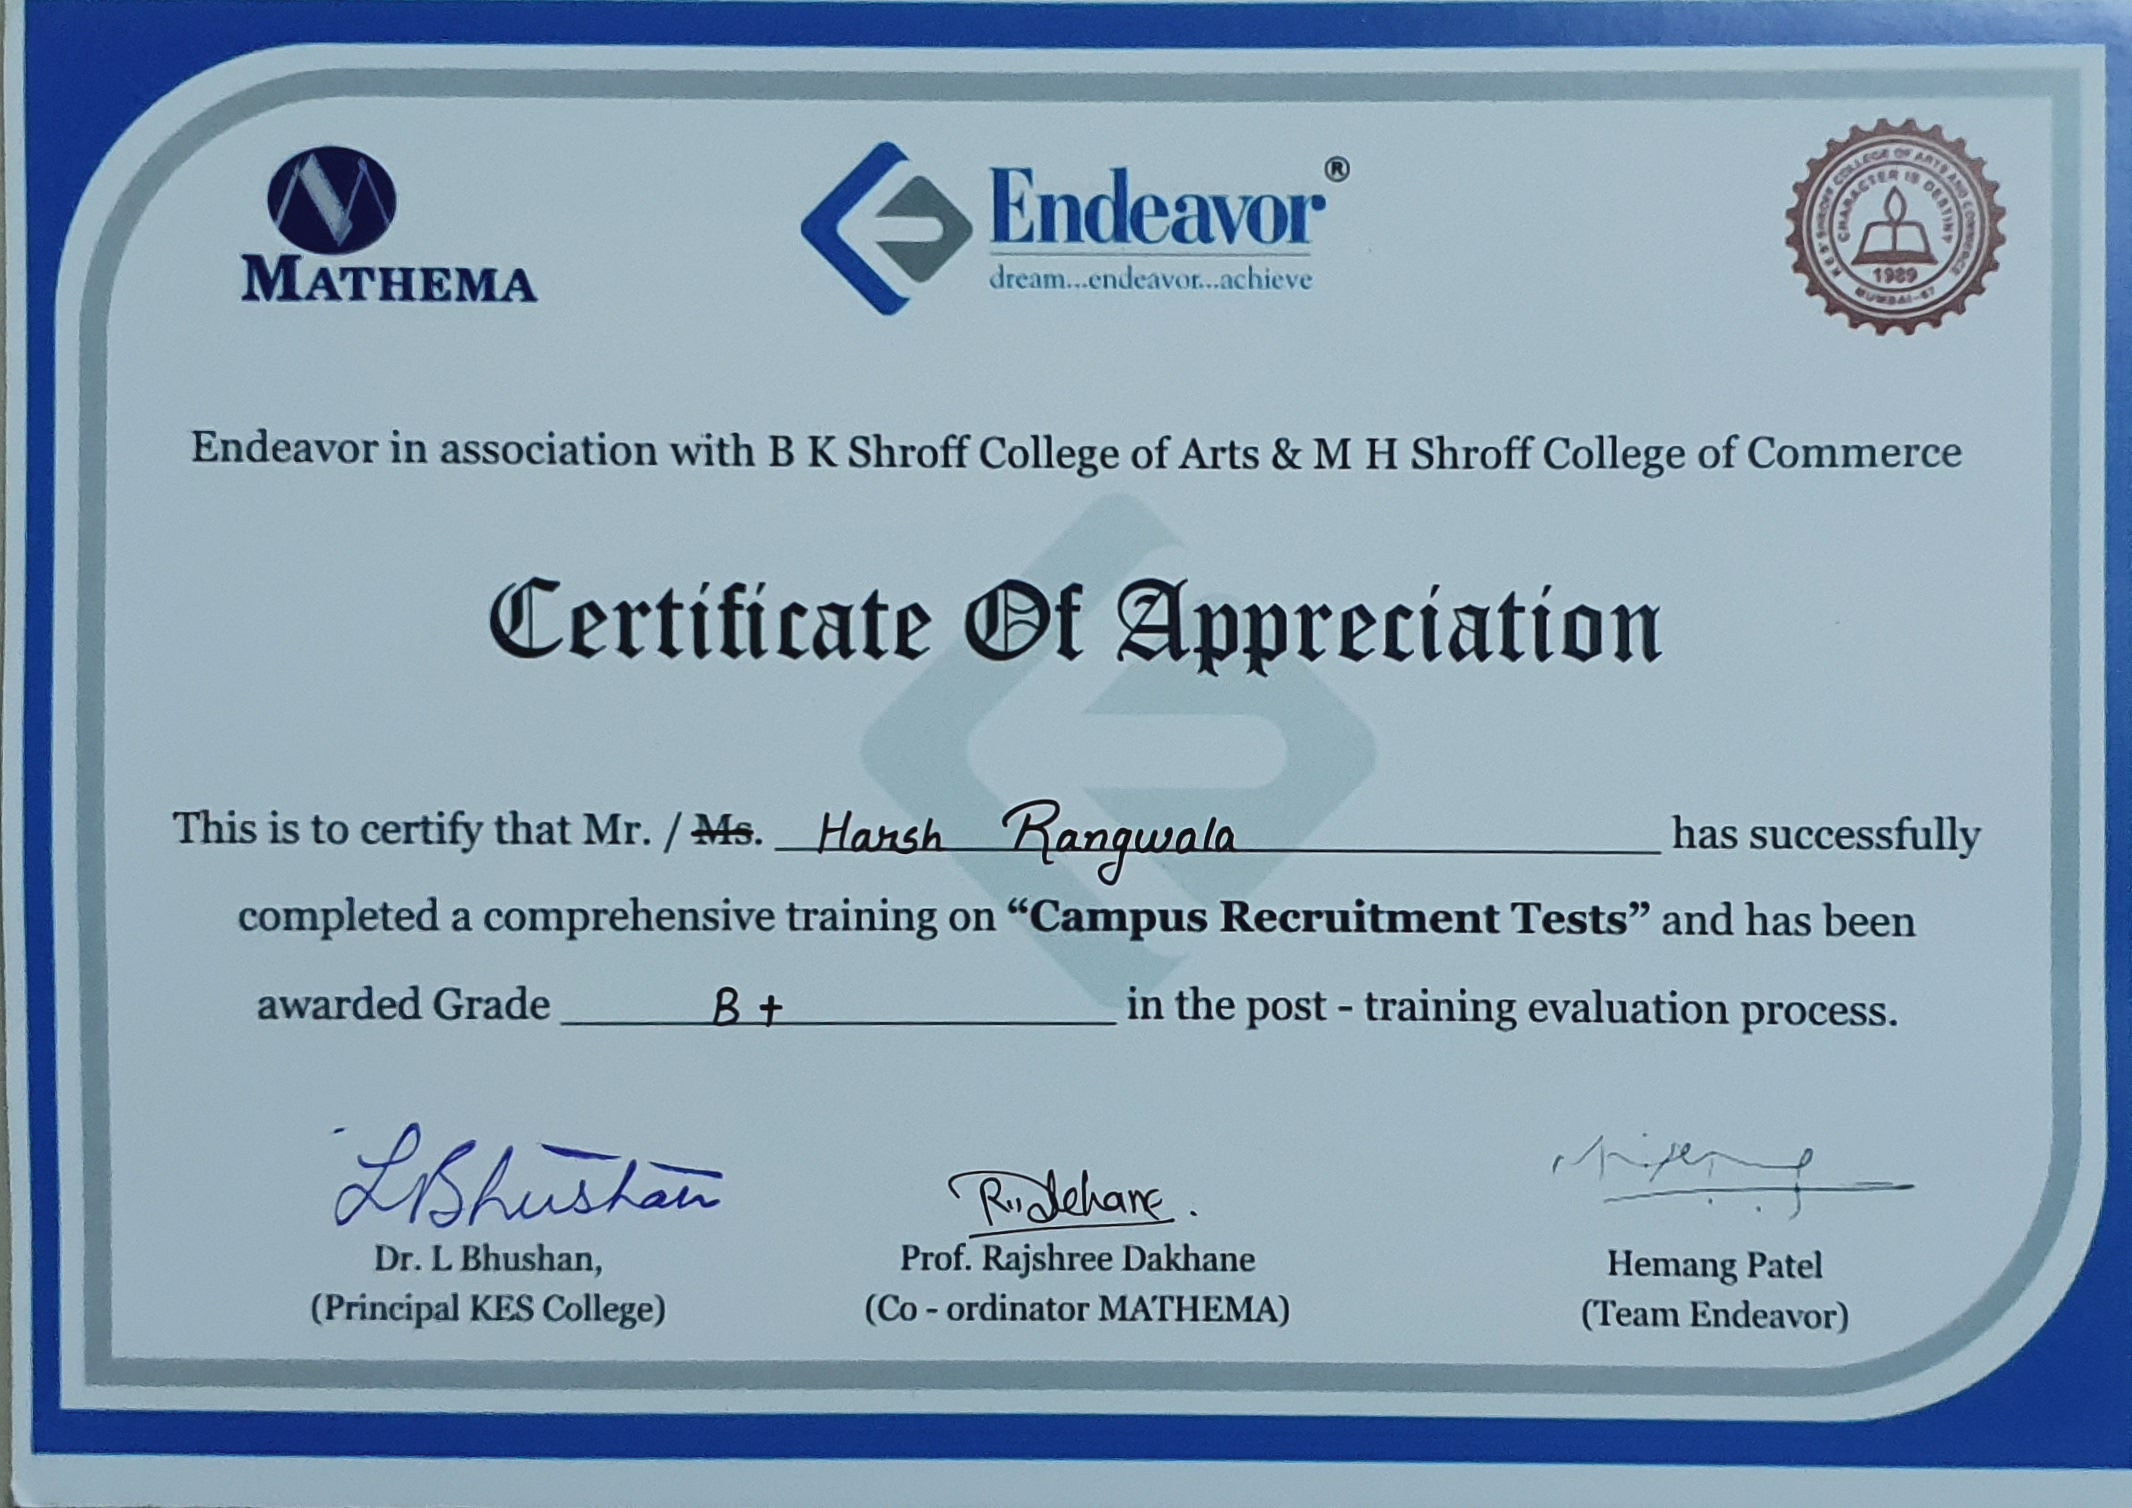 MATHEMA
Endeavor®
dream...endeavor...achieve
K E S' SHROFF COLLEGE OF ARTS AND COMMERCE
MUMBAI-67
CHARACTER IS DESTINY
1989
Endeavor in association with B K Shroff College of Arts & M H Shroff College of Commerce
Certificate Of Appreciation
This is to certify that Mr. / Ms. Harsh Rangwala has successfully
completed a comprehensive training on “Campus Recruitment Tests” and has been
awarded Grade B + in the post - training evaluation process.
LBhushan
Dr. L Bhushan,
Prof. Rajshree Dakhane
Hemang Patel
(Principal KES College)
(Co - ordinator MATHEMA)
(Team Endeavor)